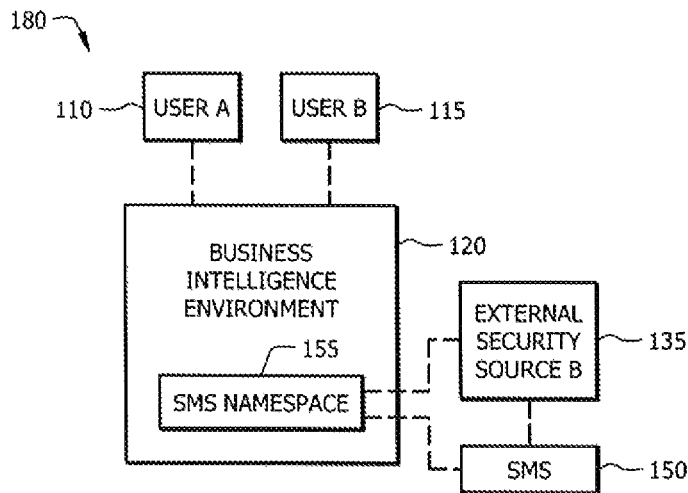 180
110
USER A
USER B
115
BUSINESS
INTELLIGENCE
ENVIRONMENT
120
155
SMS NAMESPACE
EXTERNAL
SECURITY
SOURCE B
135
SMS
150